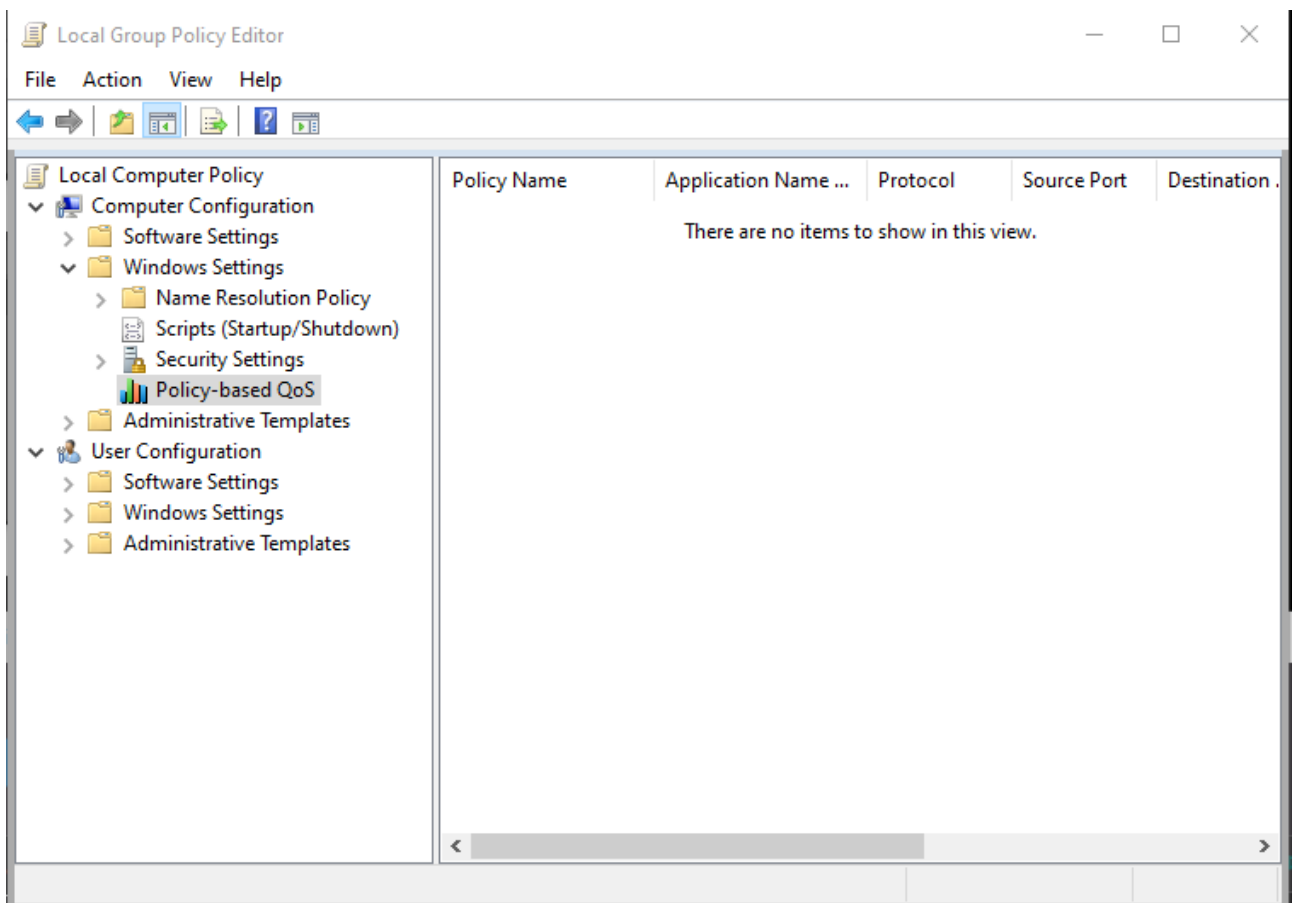 Local Group Policy Editor
File Action View Help
Local Computer Policy
Computer Configuration
Software Settings
Windows Settings
Name Resolution Policy
Scripts (Startup/Shutdown)
Security Settings
Policy-based QoS
Administrative Templates
User Configuration
Software Settings
Windows Settings
Administrative Templates
Policy Name Application Name ... Protocol Source Port Destination .
There are no items to show in this view.